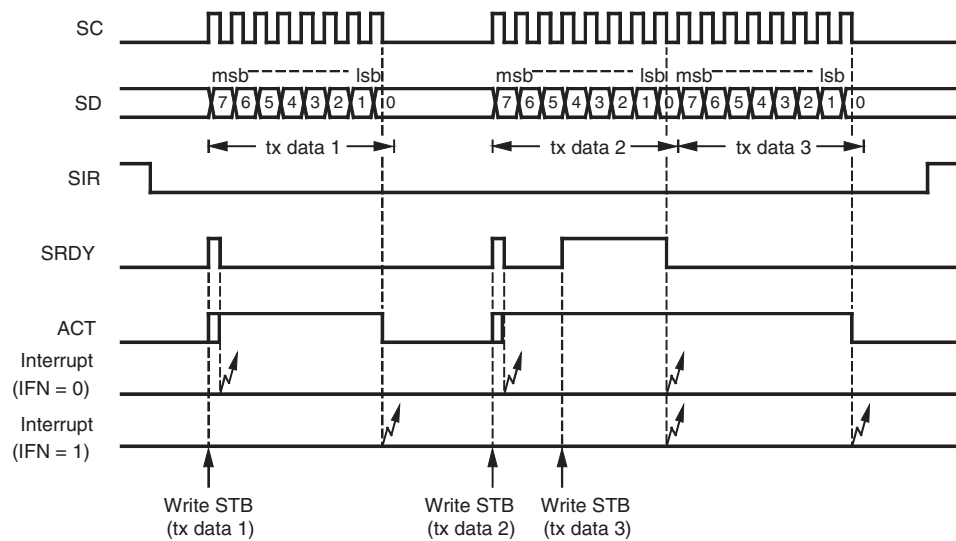 SC
msb lsb msb lsb msb lsb
SD 7 6 5 4 3 2 1 0 7 6 5 4 3 2 1 0 7 6 5 4 3 2 1 0
tx data 1 tx data 2 tx data 3
SIR
SRDY
ACT
Interrupt
(IFN = 0)
Interrupt
(IFN = 1)
Write STB Write STB Write STB
(tx data 1) (tx data 2) (tx data 3)